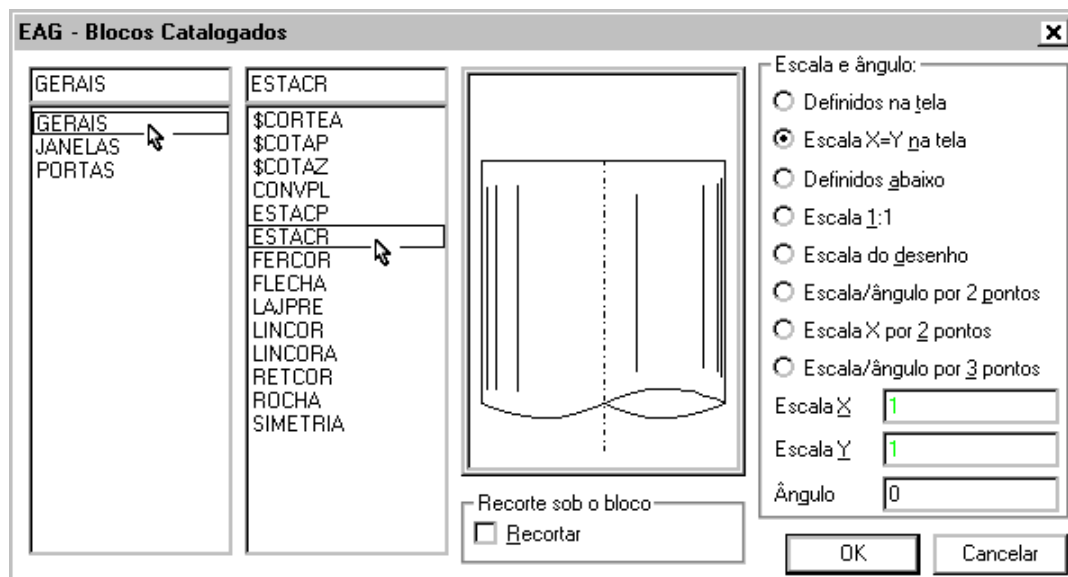 EAG - Blocos Catalogados
GERAIS
GERAIS
JANELAS
PORTAS
ESTACR
$CORTEA
$COTAP
$COTAZ
CONVPL
ESTACP
ESTACR
FERCOR
FLECHA
LAJPRE
LINCOR
LINCORA
RETCOR
ROCHA
SIMETRIA
Recorte sob o bloco
Recortar
Escala e ângulo:
Definidos na tela
Escala X=Y na tela
Definidos abaixo
Escala 1:1
Escala do desenho
Escala/ângulo por 2 pontos
Escala X por 2 pontos
Escala/ângulo por 3 pontos
Escala X 1
Escala Y 1
Ângulo 0
OK Cancelar